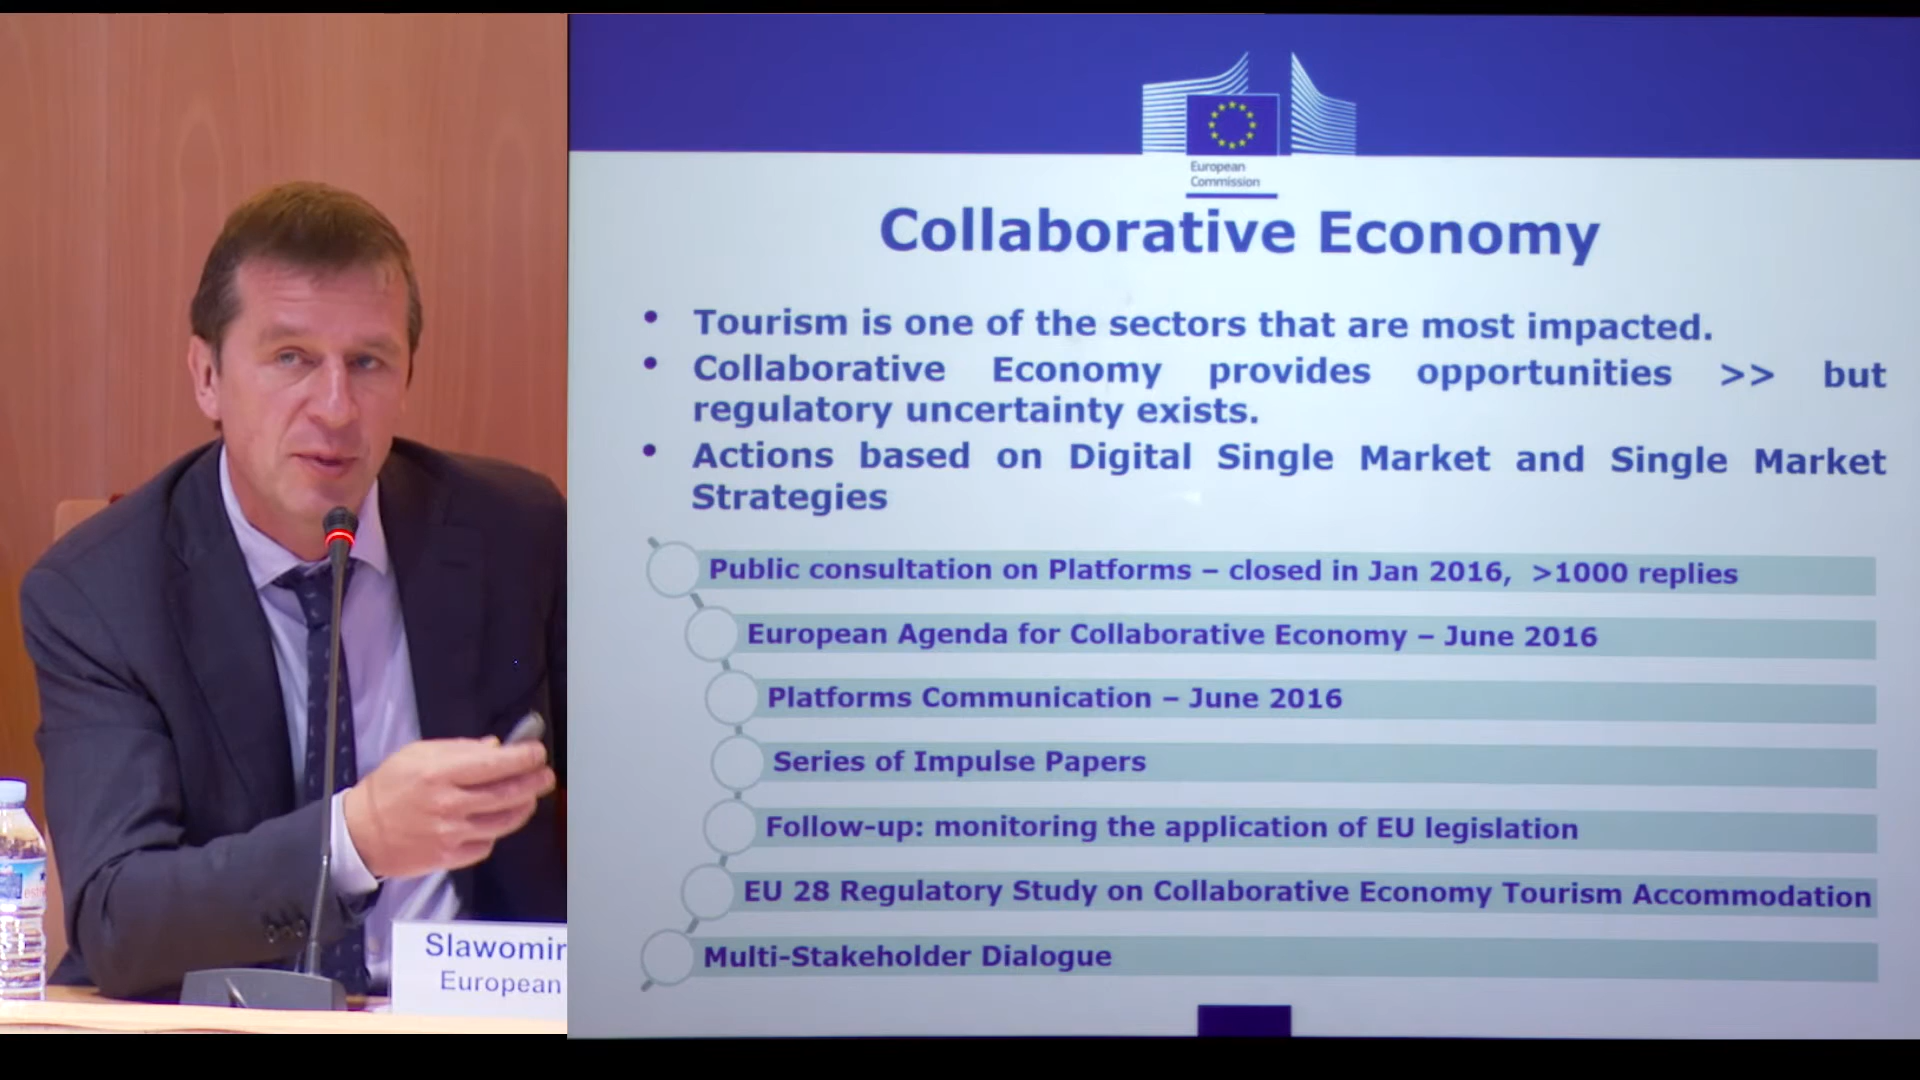 European
Commission
Collaborative Economy
• Tourism is one of the sectors that are most impacted.
• Collaborative Economy provides opportunities >> but
regulatory uncertainty exists.
• Actions based on Digital Single Market and Single Market
Strategies
Public consultation on Platforms – closed in Jan 2016, >1000 replies
European Agenda for Collaborative Economy – June 2016
Platforms Communication – June 2016
Series of Impulse Papers
Follow-up: monitoring the application of EU legislation
EU 28 Regulatory Study on Collaborative Economy Tourism Accommodation
Multi-Stakeholder Dialogue
Slawomir
European